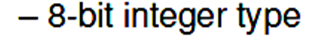 – 8-bit integer type